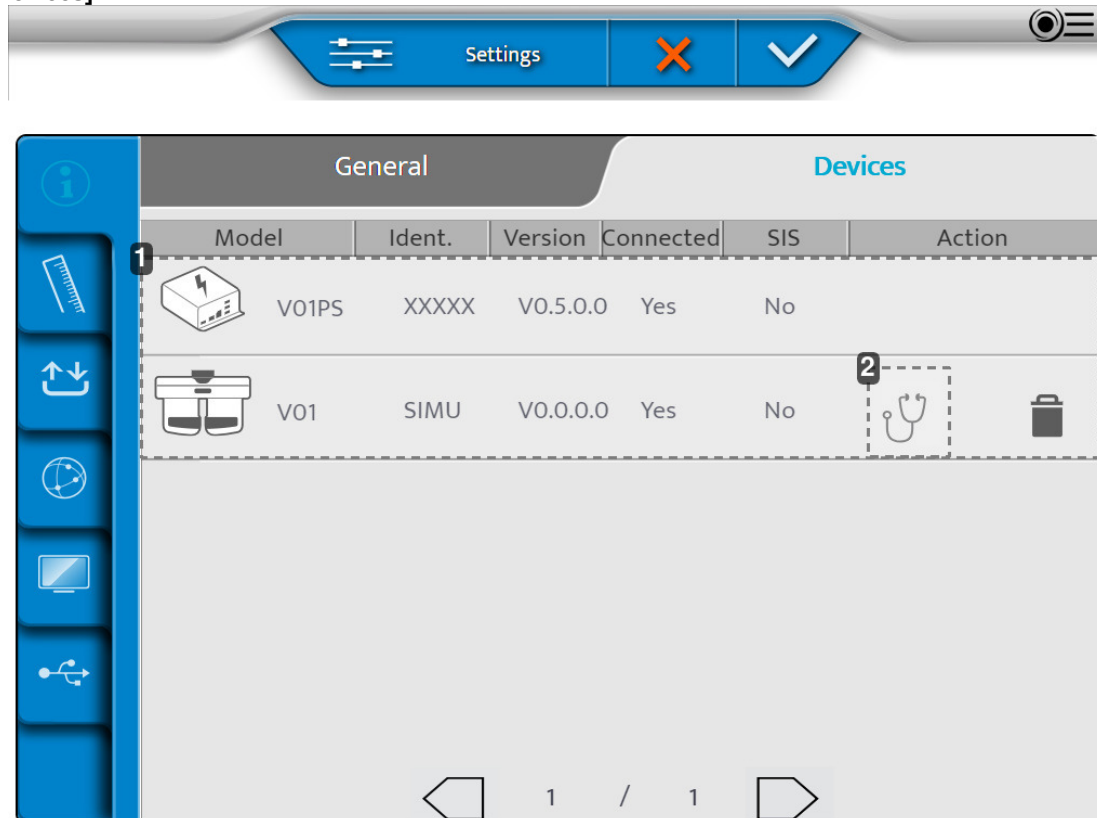 Settings
General Devices
Model Ident. Version Connected SIS Action
1
V01PS XXXXX V0.5.0.0 Yes No
2
V01 SIMU V0.0.0.0 Yes No
1 / 1